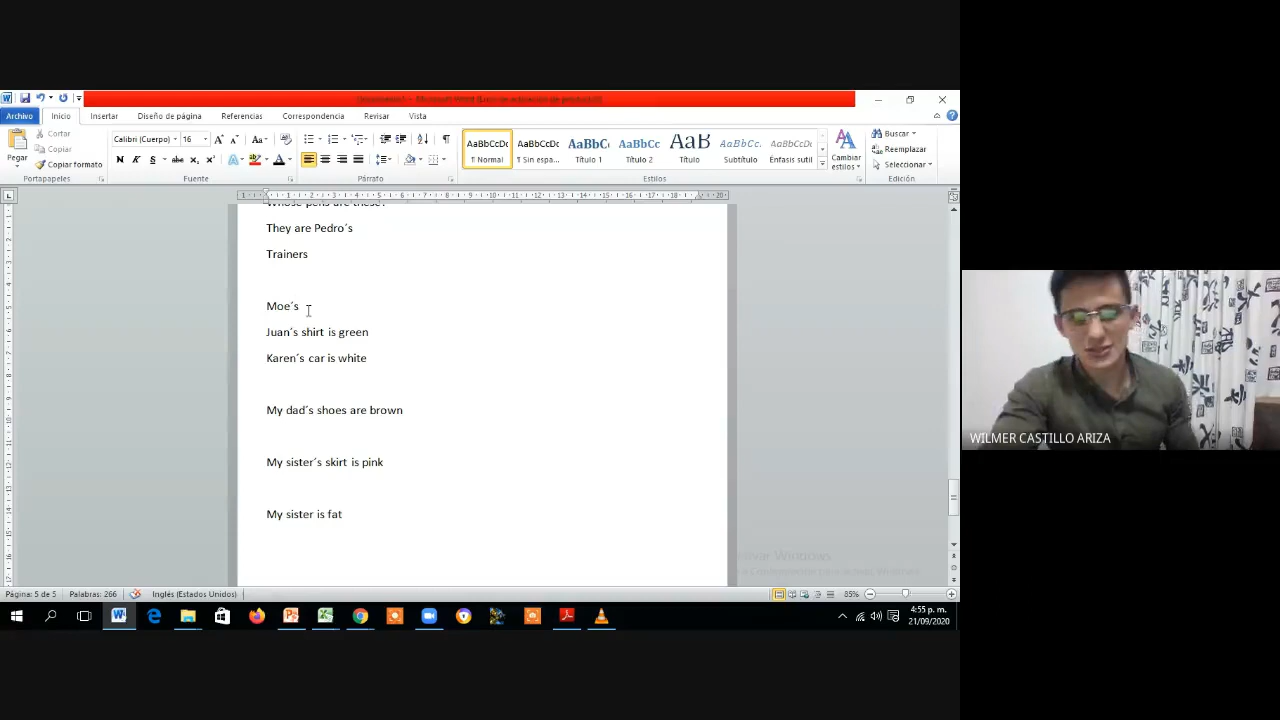 Archivo Inicio Insertar Diseño de página Referencias Correspondencia Revisar Vista
Pegar
Cortar
Copiar
Copiar formato
Portapapeles
Calibri (Cuerpo) 16
Fuente
Párrafo
AaBbCcDc AaBbCcDc AaBbC AaBbCc AaB AaBbCc. AaBbCcDc
¶ Normal ¶ Sin espa... Título 1 Título 2 Título Subtítulo Énfasis sutil
Estilos
Cambiar estilos
Buscar
Reemplazar
Seleccionar
Edición
Whose pens are these?
They are Pedro´s
Trainers
Moe´s
Juan´s shirt is green
Karen´s car is white
My dad´s shoes are brown
My sister´s skirt is pink
My sister is fat
WILMER CASTILLO ARIZA
Página: 5 de 5 Palabras: 266 Inglés (Estados Unidos) 85%
4:55 p. m.
21/09/2020